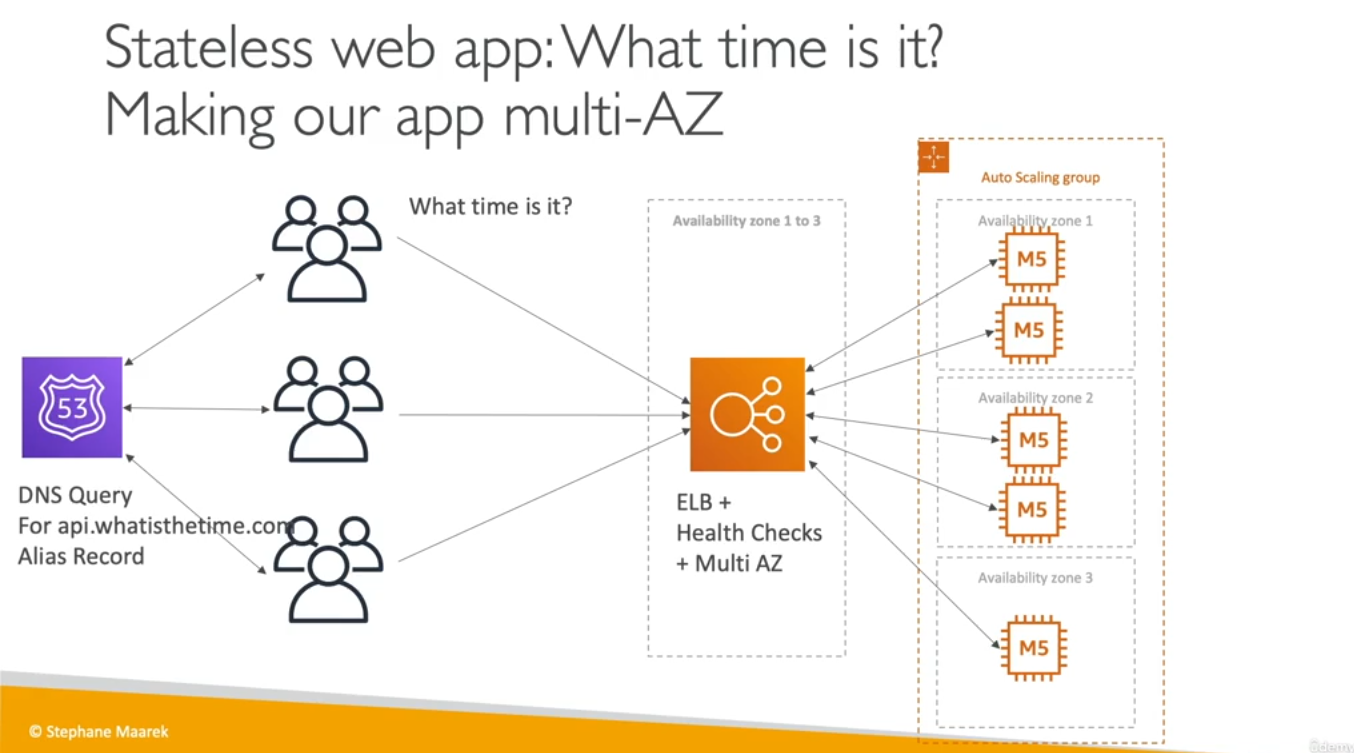 Stateless web app: What time is it?
Making our app multi-AZ
What time is it?
53
DNS Query
For api.whatisthetime.com
Alias Record
Availability zone 1 to 3
ELB +
Health Checks
+ Multi AZ
Auto Scaling group
Availability zone 1
M5
M5
Availability zone 2
M5
M5
Availability zone 3
M5
© Stephane Maarek
ûdemy